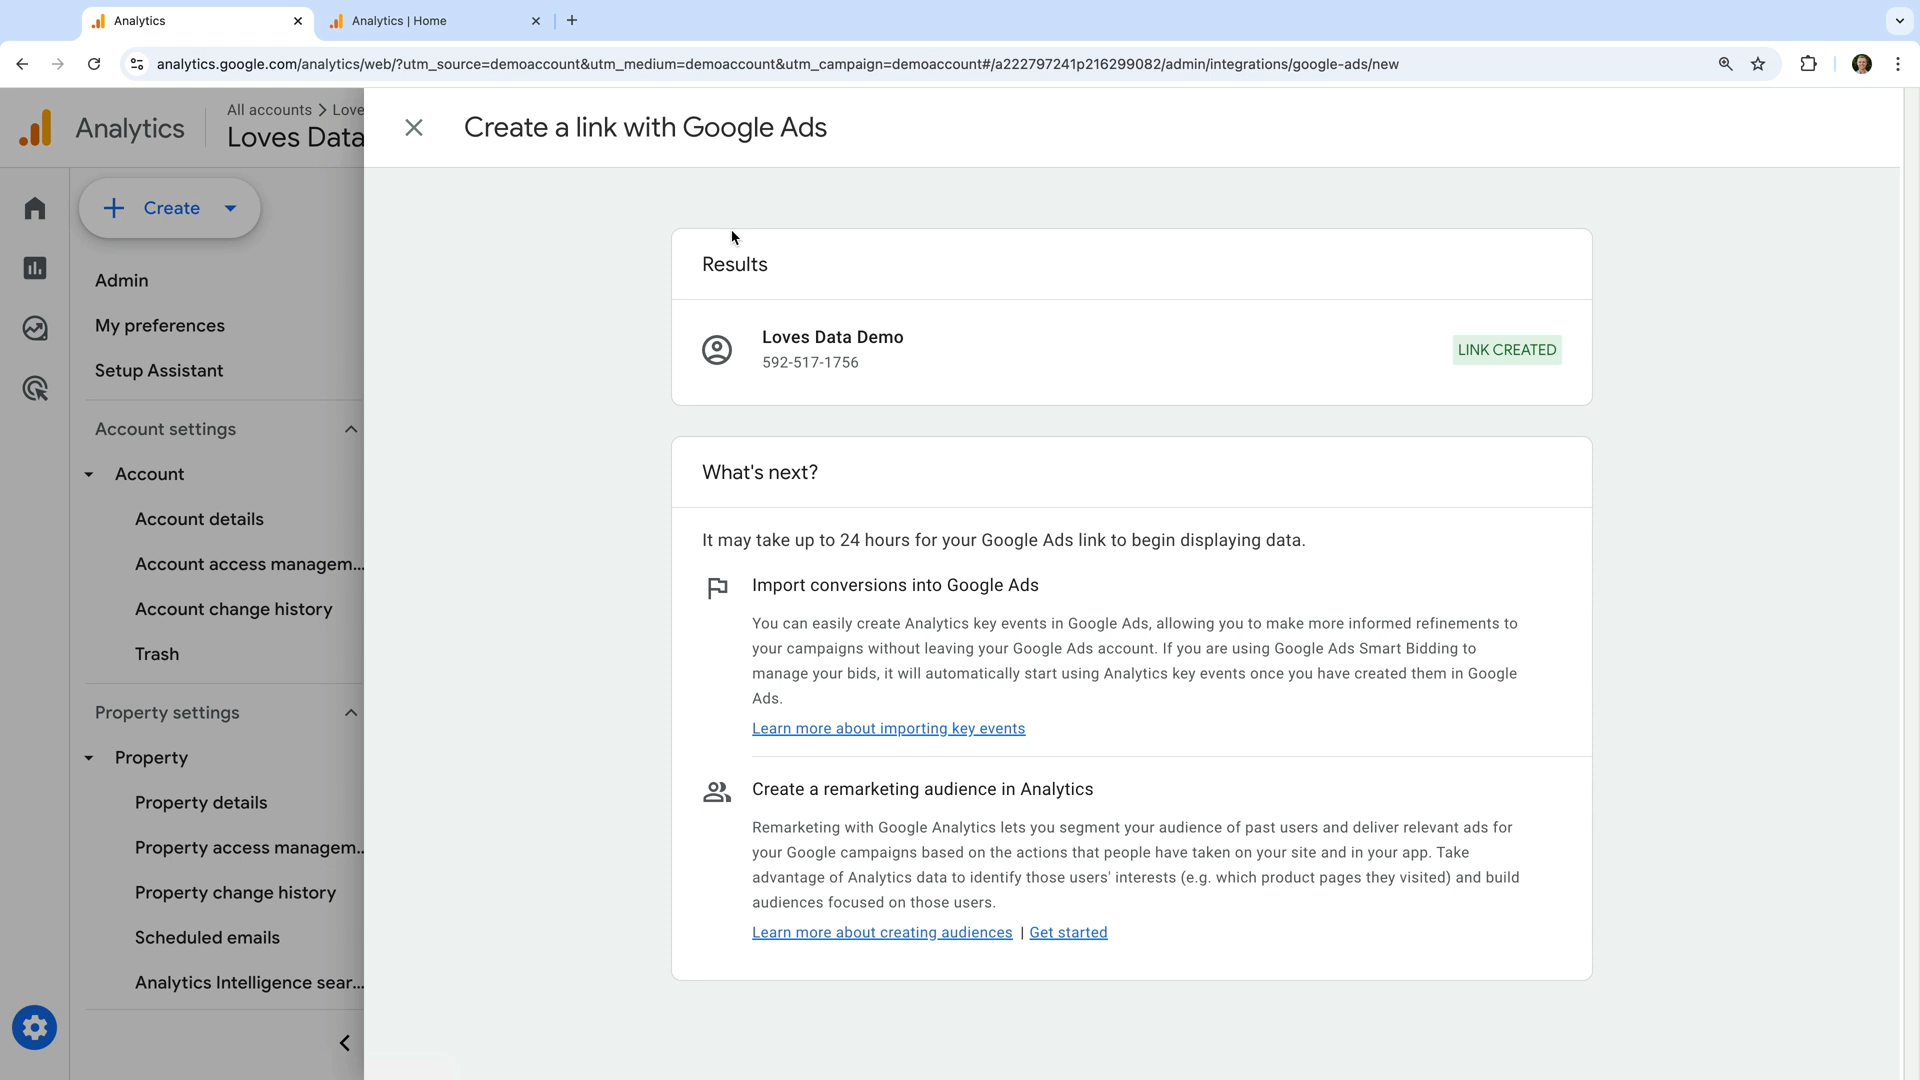 Analytics
Analytics | Home
analytics.google.com/analytics/web/?utm_source=demoaccount&utm_medium=demoaccount&utm_campaign=demoaccount#/a222797241p216299082/admin/integrations/google-ads/new
Analytics
All accounts > Love
Loves Data
Create a link with Google Ads
Create
Admin
My preferences
Setup Assistant
Account settings
Account
Account details
Account access managem...
Account change history
Trash
Property settings
Property
Property details
Property access managem...
Property change history
Scheduled emails
Analytics Intelligence sear...
Results
Loves Data Demo
592-517-1756
LINK CREATED
What's next?
It may take up to 24 hours for your Google Ads link to begin displaying data.
Import conversions into Google Ads
You can easily create Analytics key events in Google Ads, allowing you to make more informed refinements to
your campaigns without leaving your Google Ads account. If you are using Google Ads Smart Bidding to
manage your bids, it will automatically start using Analytics key events once you have created them in Google
Ads.
Learn more about importing key events
Create a remarketing audience in Analytics
Remarketing with Google Analytics lets you segment your audience of past users and deliver relevant ads for
your Google campaigns based on the actions that people have taken on your site and in your app. Take
advantage of Analytics data to identify those users' interests (e.g. which product pages they visited) and build
audiences focused on those users.
Learn more about creating audiences | Get started